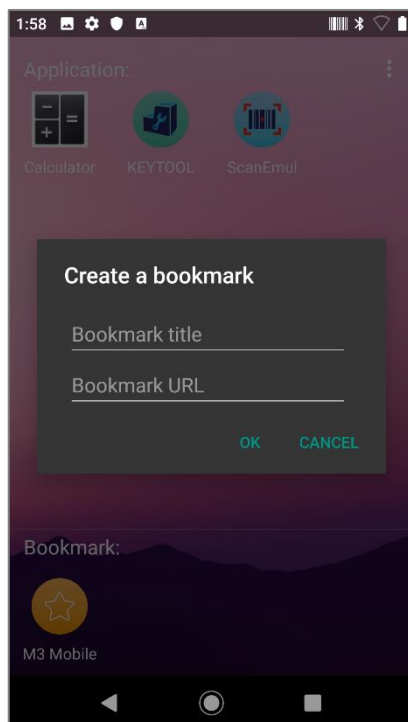 1:58
A
Application:
Calculator KEYTOOL ScanEmul
Create a bookmark
Bookmark title
Bookmark URL
OK CANCEL
Bookmark:
M3 Mobile